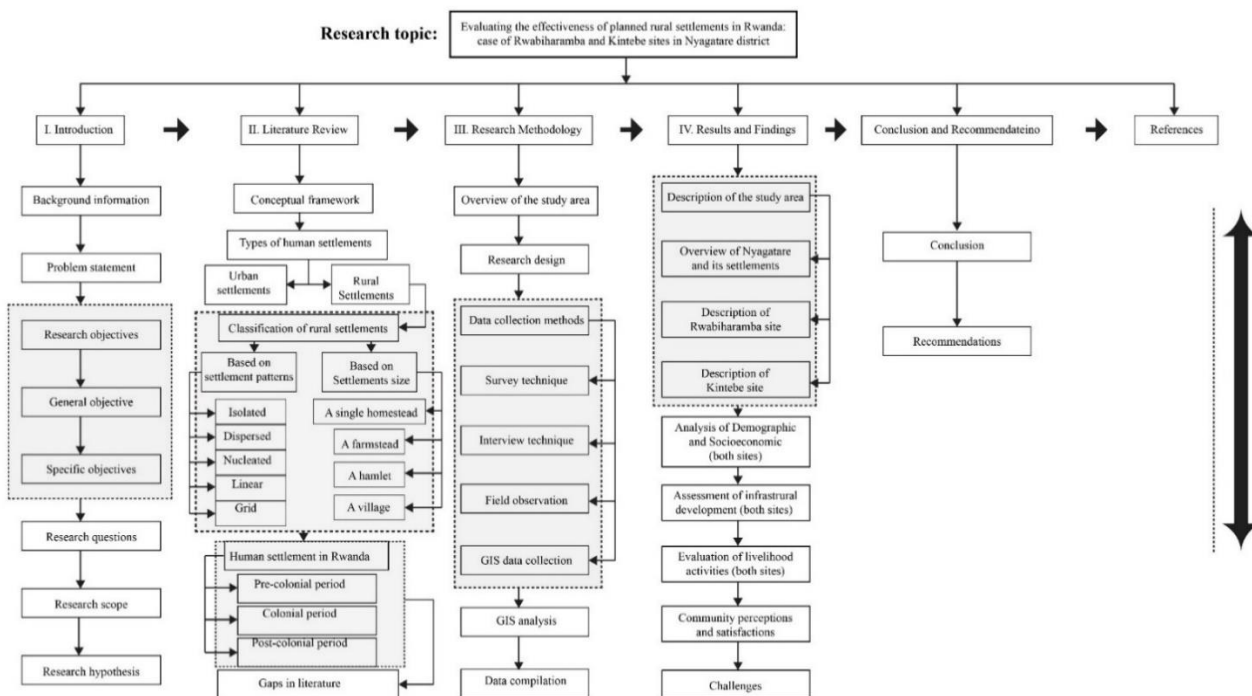 Research topic:
Evaluating the effectiveness of planned rural settlements in Rwanda:
case of Rwabiharamba and Kintebe sites in Nyagatare district
I. Introduction
II. Literature Review
III. Research Methodology
IV. Results and Findings
Conclusion and Recommendateino
References
Background information
Problem statement
Research objectives
General objective
Specific objectives
Research questions
Research scope
Research hypothesis
Conceptual framework
Types of human settlements
Urban
settlements
Rural
Settlements
Classification of rural settlements
Based on
settlement patterns
Based on
Settlements size
Isolated
Dispersed
Nucleated
Linear
Grid
A single homestead
A farmstead
A hamlet
A village
Human settlement in Rwanda
Pre-colonial period
Colonial period
Post-colonial period
Gaps in literature
Overview of the study area
Research design
Data collection methods
Survey technique
Interview technique
Field observation
GIS data collection
GIS analysis
Data compilation
Description of the study area
Overview of Nyagatare
and its settlements
Description of
Rwabiharamba site
Description of
Kintebe site
Analysis of Demographic
and Socioeconomic
(both sites)
Assessment of infrastrural
development (both sites)
Evaluation of livelihood
activities (both sites)
Community perceptions
and satisfactions
Challenges
Conclusion
Recommendations